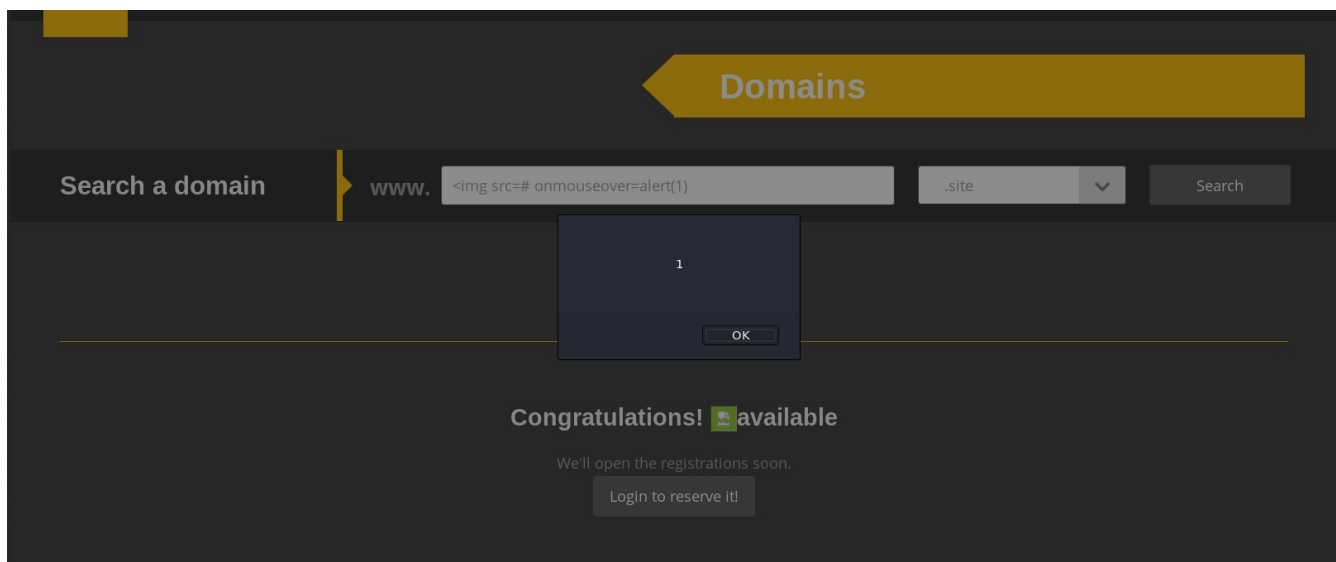 Domains
Search a domain
www.
<img src=# onmouseover=alert(1)
.site
Search
1
OK
Congratulations! available
We'll open the registrations soon.
Login to reserve it!